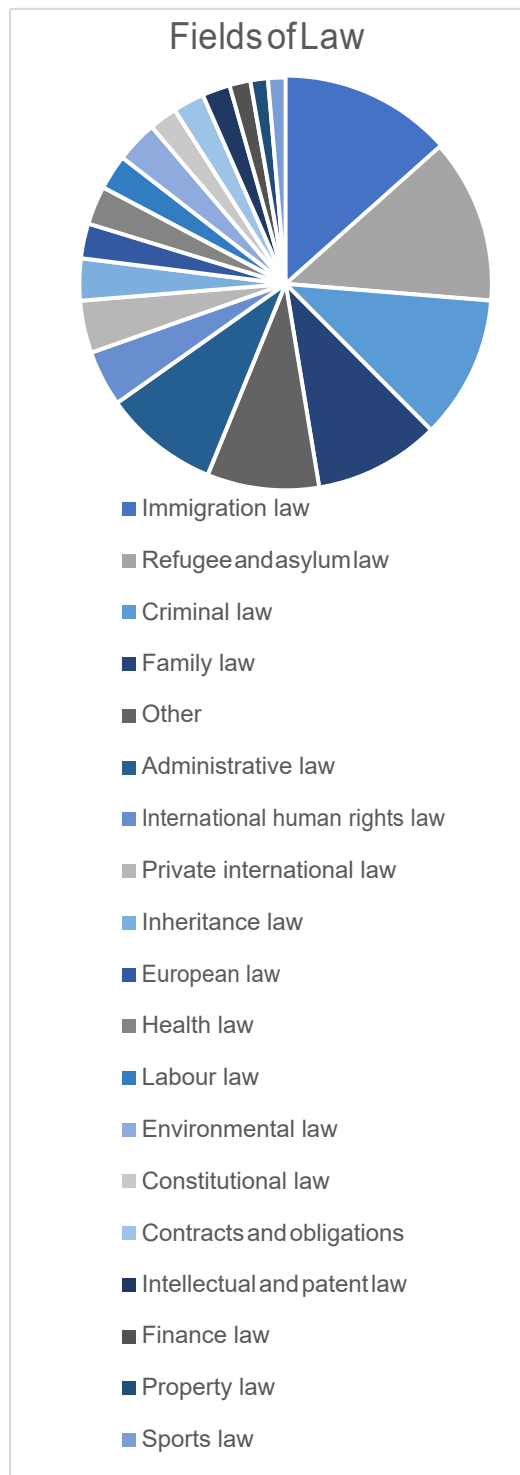 Fields of Law
Immigration law
Refugee and asylum law
Criminal law
Family law
Other
Administrative law
International human rights law
Private international law
Inheritance law
European law
Health law
Labour law
Environmental law
Constitutional law
Contracts and obligations
Intellectual and patent law
Finance law
Property law
Sports law